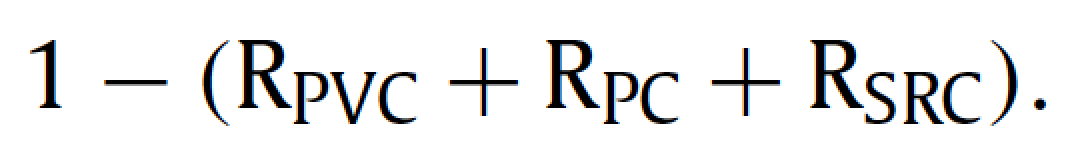 1 − (R_PVC + R_PC + R_SRC).